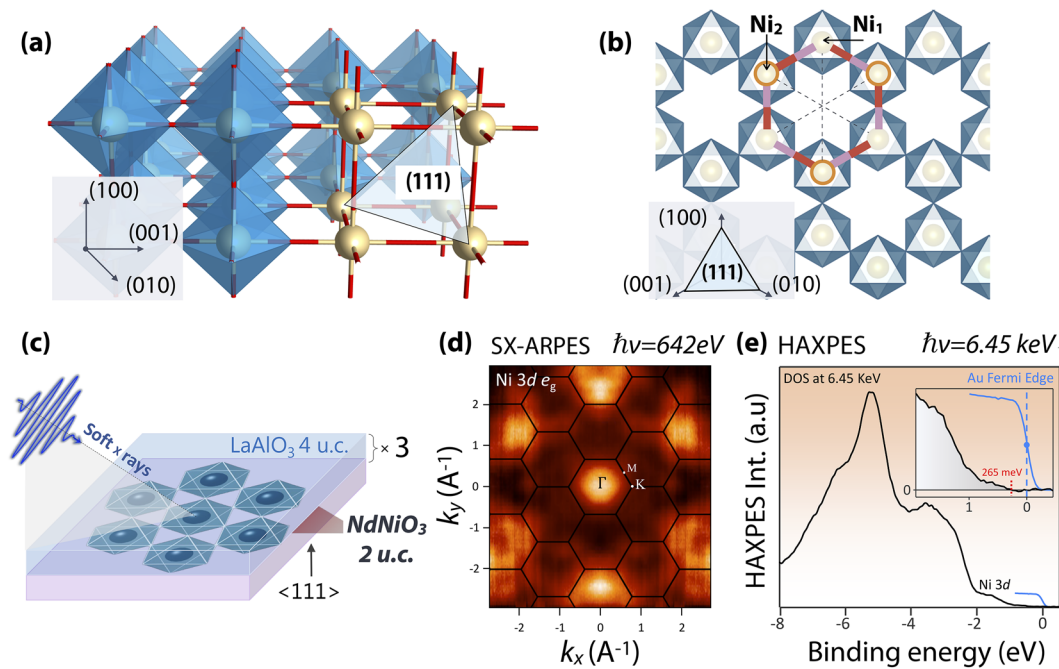 (a)
(111)
(100)
(001)
(010)
(b)
Ni2
Ni1
(100)
(111)
(001)
(010)
(c)
Soft x rays
LaAlO3 4 u.c.
× 3
NdNiO3
2 u.c.
<111>
(d) SX-ARPES ħν=642eV
Ni 3d eg
Γ
M
K
2
1
0
-1
-2
ky (A-1)
-2 -1 0 1 2
kx (A-1)
(e) HAXPES ħν=6.45 keV
DOS at 6.45 KeV
Au Fermi Edge
265 meV
0
1 0
Ni 3d
HAXPES Int. (a.u)
-8 -6 -4 -2 0
Binding energy (eV)